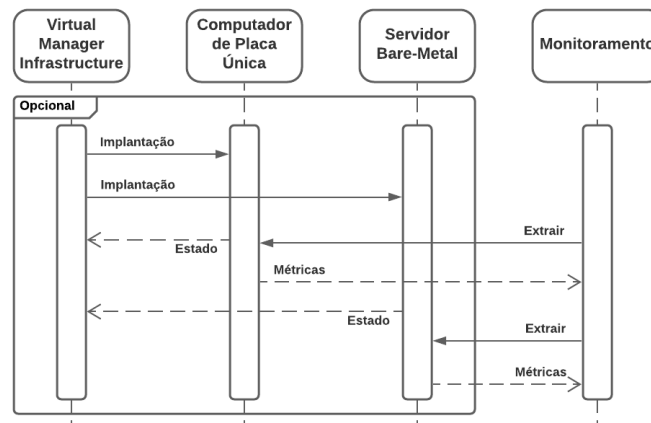 Virtual
Manager
Infrastructure
Computador
de Placa
Única
Servidor
Bare-Metal
Monitoramento
Opcional
Implantação
Implantação
Extrair
Estado
Métricas
Estado
Extrair
Métricas